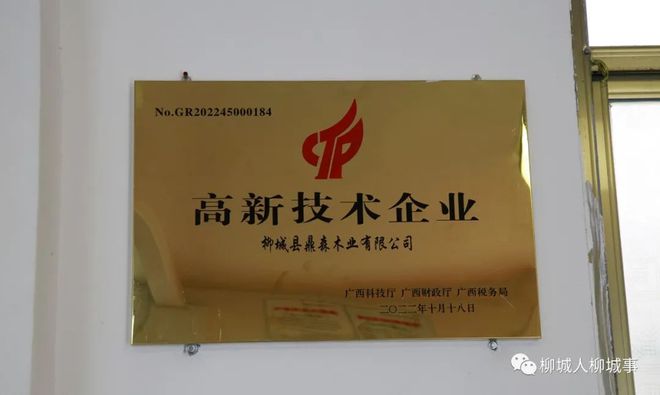 No.GR202245000184
CTP
高新技术企业
柳城县鼎森木业有限公司
广西科技厅 广西财政厅 广西税务局
二〇二二年十月十八日
柳城人柳城事